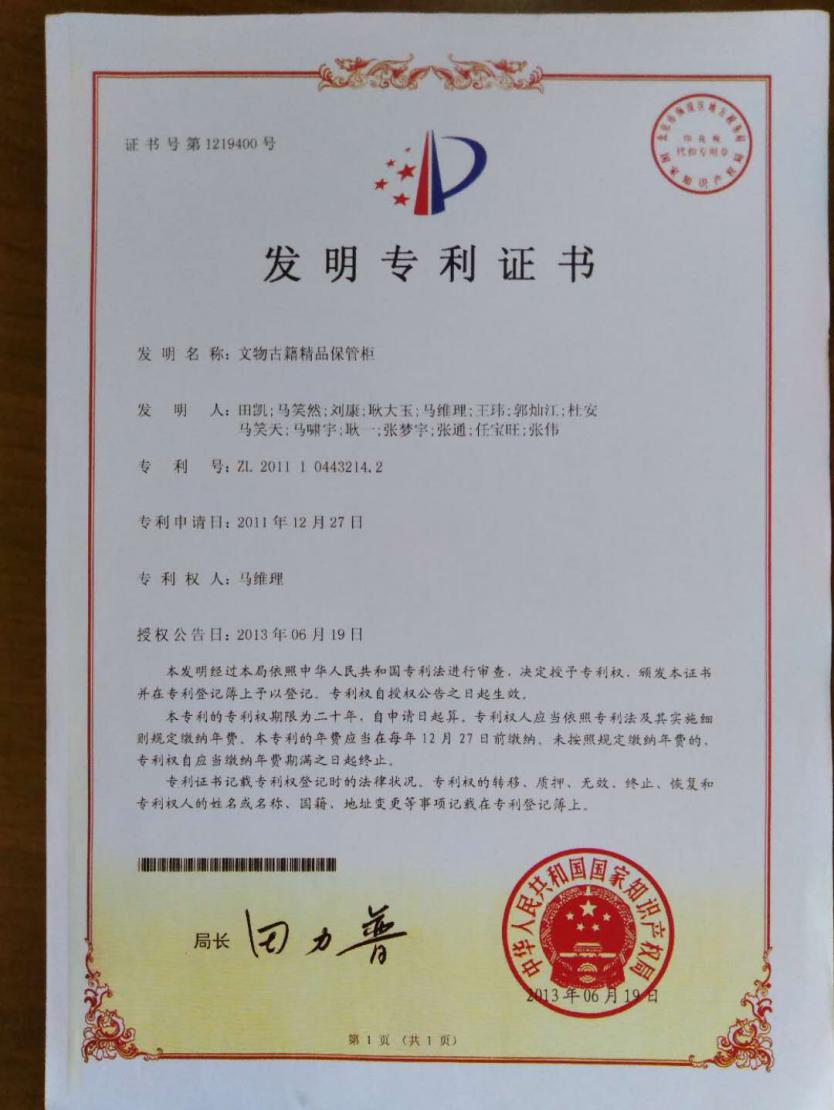 证书号第1219400号
发明专利证书
发明名称：文物古籍精品保管柜
发明人：田凯;马笑然;刘康;耿大玉;马维理;王玮;郭灿江;杜安
马笑天;马啸宇;耿一;张梦宇;张通;任宝旺;张伟
专利号：ZL 2011 1 0443214.2
专利申请日：2011年12月27日
专利权人：马维理
授权公告日：2013年06月19日
本发明经过本局依照中华人民共和国专利法进行审查，决定授予专利权，颁发本证书
并在专利登记簿上予以登记。专利权自授权公告之日起生效。
本专利的专利权期限为二十年，自申请日起算。专利权人应当依照专利法及其实施细
则规定缴纳年费。本专利的年费应当在每年12月27日前缴纳。未按照规定缴纳年费的，
专利权自应当缴纳年费期满之日起终止。
专利证书记载专利权登记时的法律状况。专利权的转移、质押、无效、终止、恢复和
专利权人的姓名或名称、国籍、地址变更等事项记载在专利登记簿上。
局长 田力普
中华人民共和国国家知识产权局
2013年06月19日
第1页（共1页）